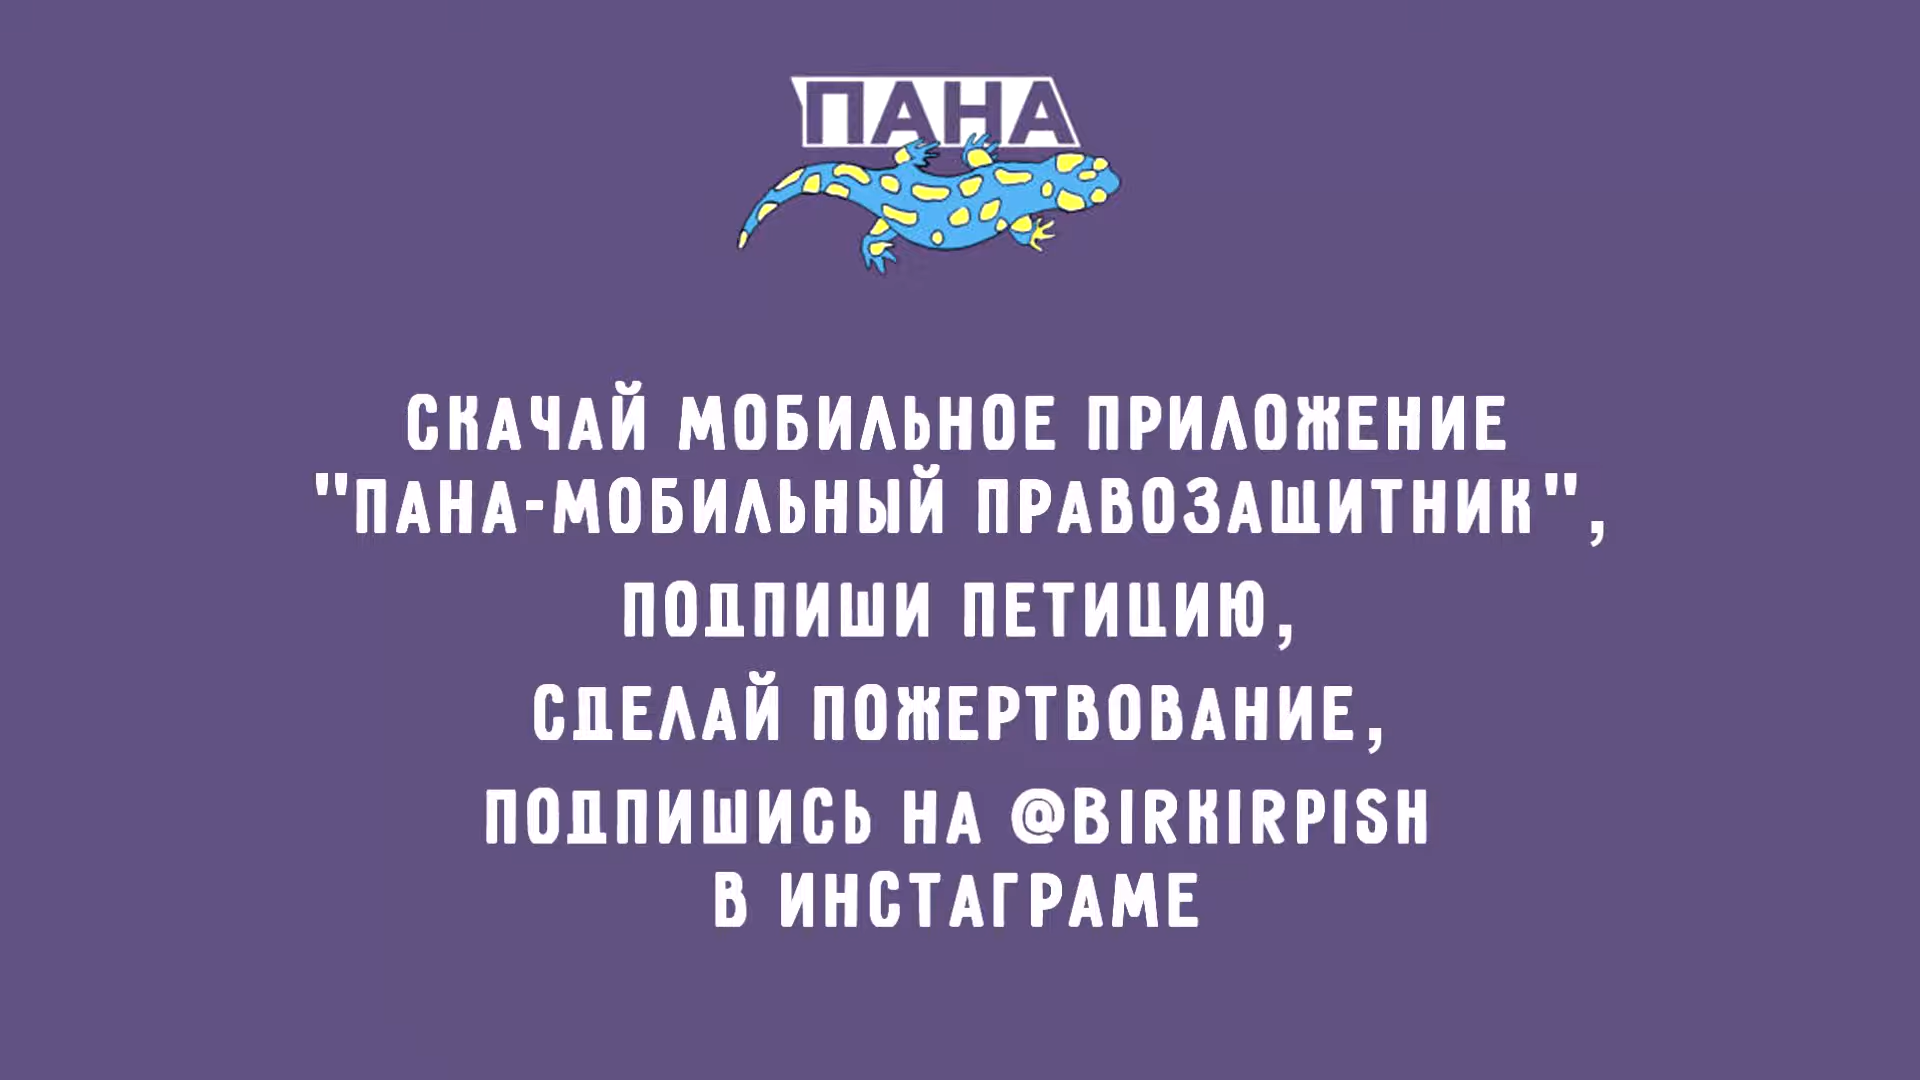 ПАНА
СКАЧАЙ МОБИЛЬНОЕ ПРИЛОЖЕНИЕ
"ПАНА-МОБИЛЬНЫЙ ПРАВОЗАЩИТНИК",
ПОДПИШИ ПЕТИЦИЮ,
СДЕЛАЙ ПОЖЕРТВОВАНИЕ,
ПОДПИШИСЬ НА @BIRKIRPISH
В ИНСТАГРАМЕ